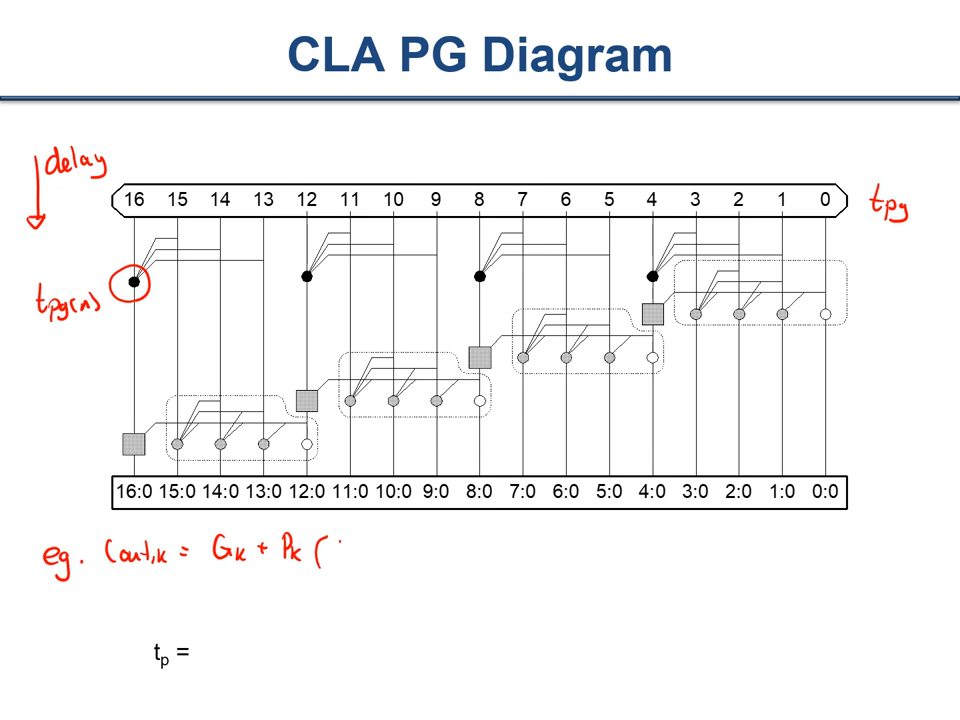 CLA PG Diagram
delay
16 15 14 13 12 11 10 9 8 7 6 5 4 3 2 1 0
tpg
tpg(n)
16:0 15:0 14:0 13:0 12:0 11:0 10:0 9:0 8:0 7:0 6:0 5:0 4:0 3:0 2:0 1:0 0:0
eg. Cout,k = Gk + Pk (
tp =